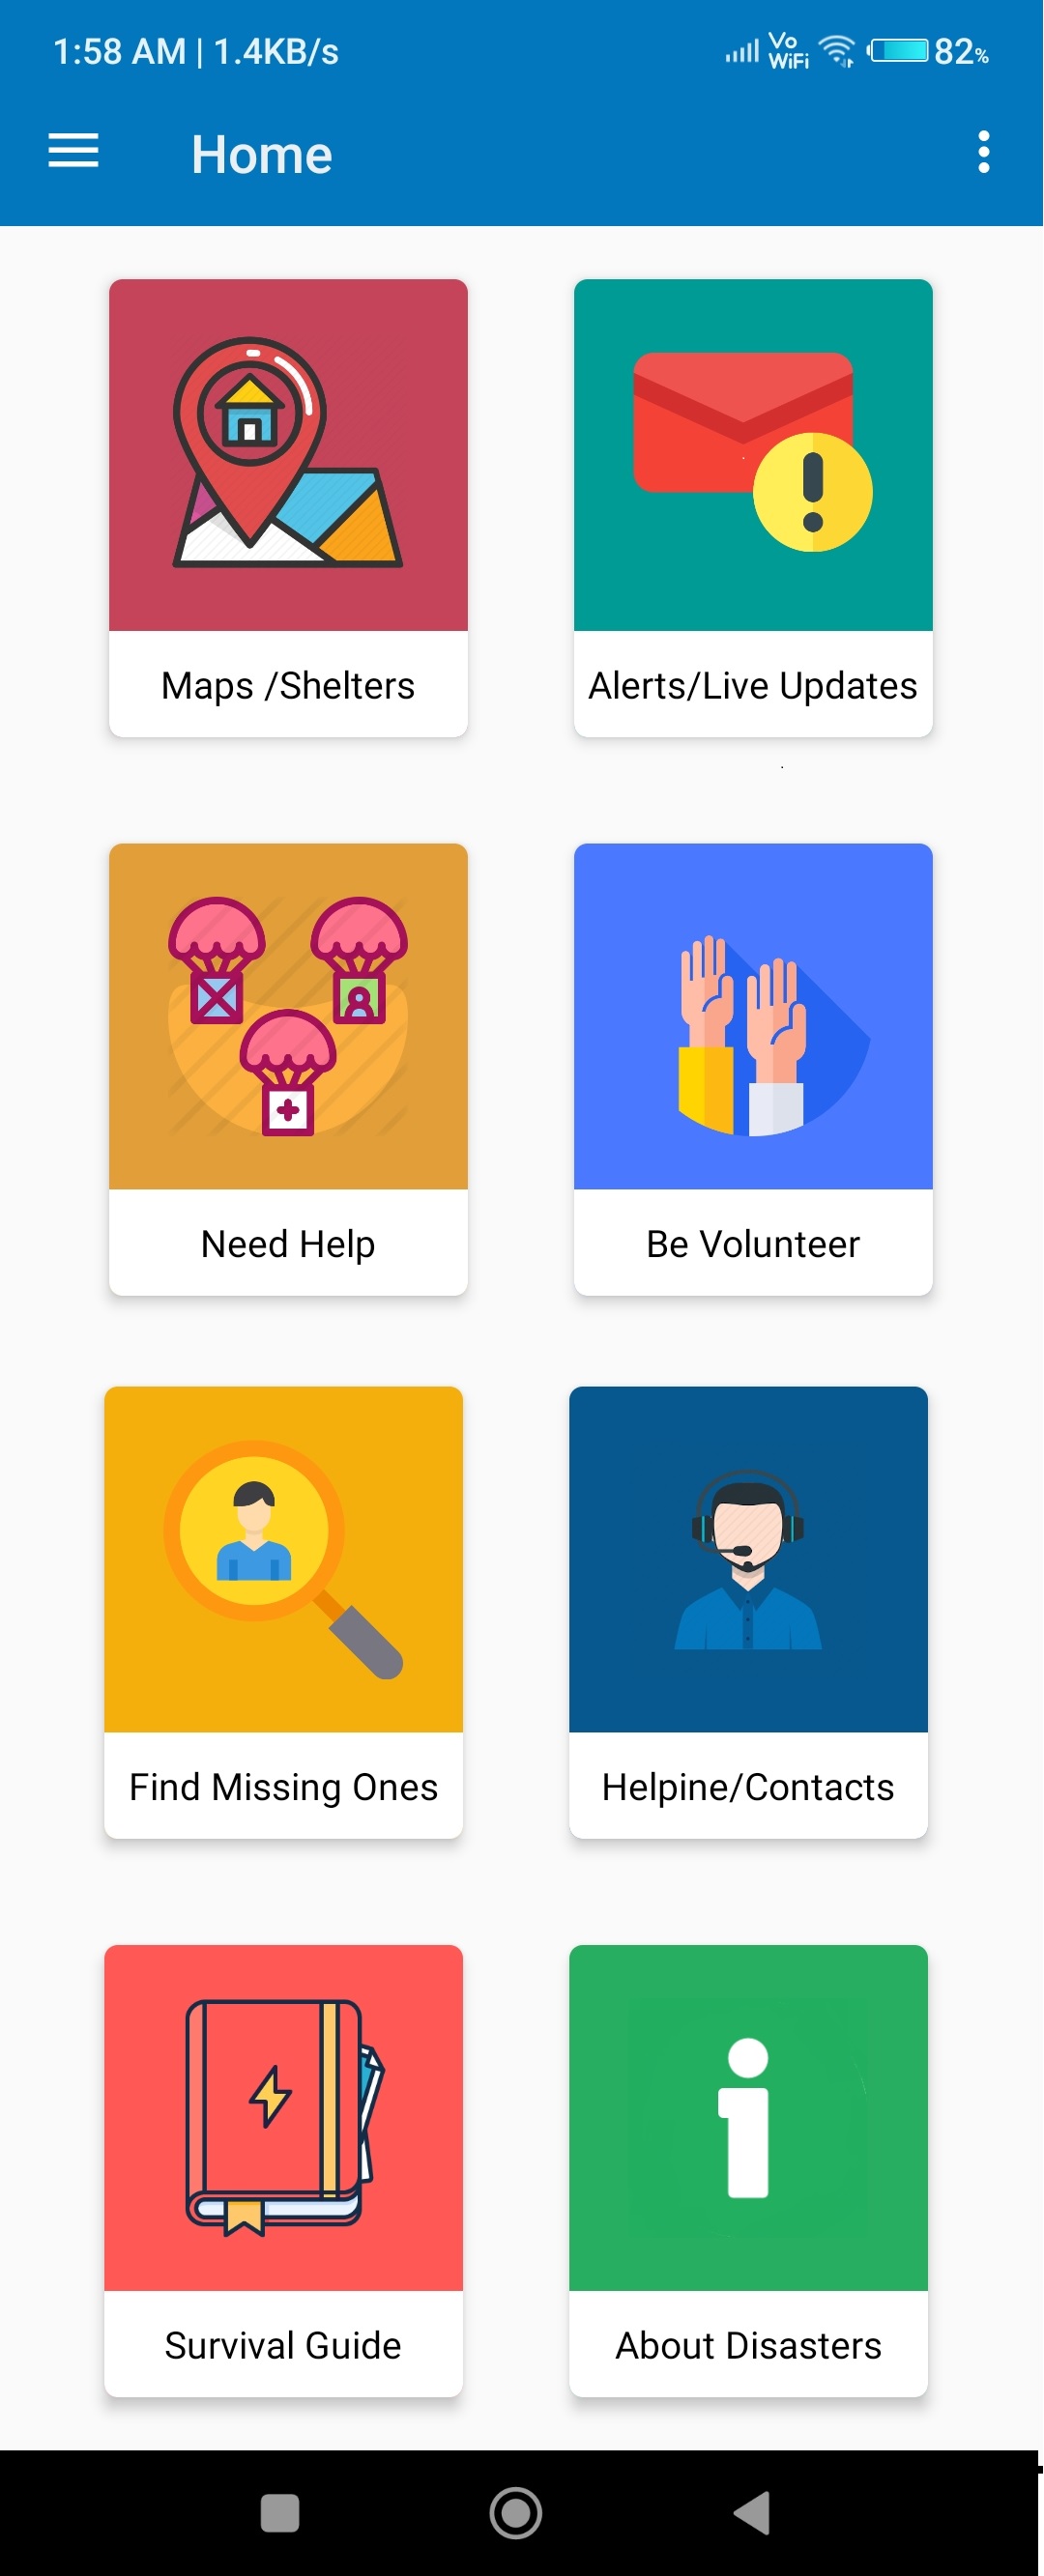 1:58 AM | 1.4KB/s Vo WiFi 82%
Home
Maps /Shelters
Alerts/Live Updates
Need Help
Be Volunteer
Find Missing Ones
Helpine/Contacts
Survival Guide
About Disasters